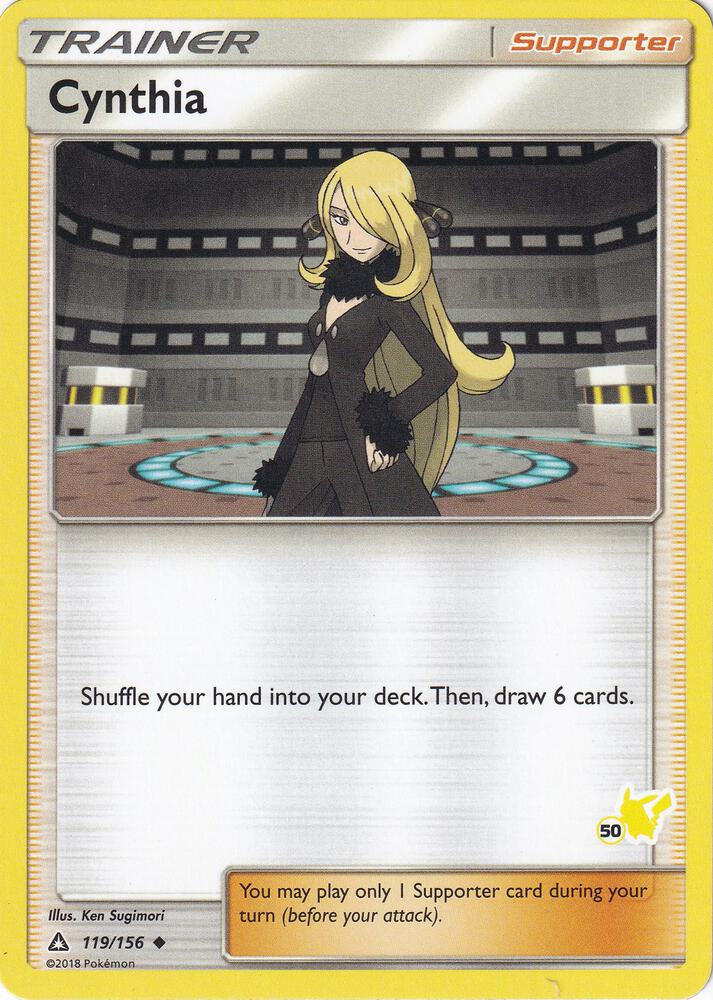 TRAINER
Supporter
Cynthia
Shuffle your hand into your deck. Then, draw 6 cards.
50
You may play only 1 Supporter card during your
turn (before your attack).
Illus. Ken Sugimori
119/156
©2018 Pokémon